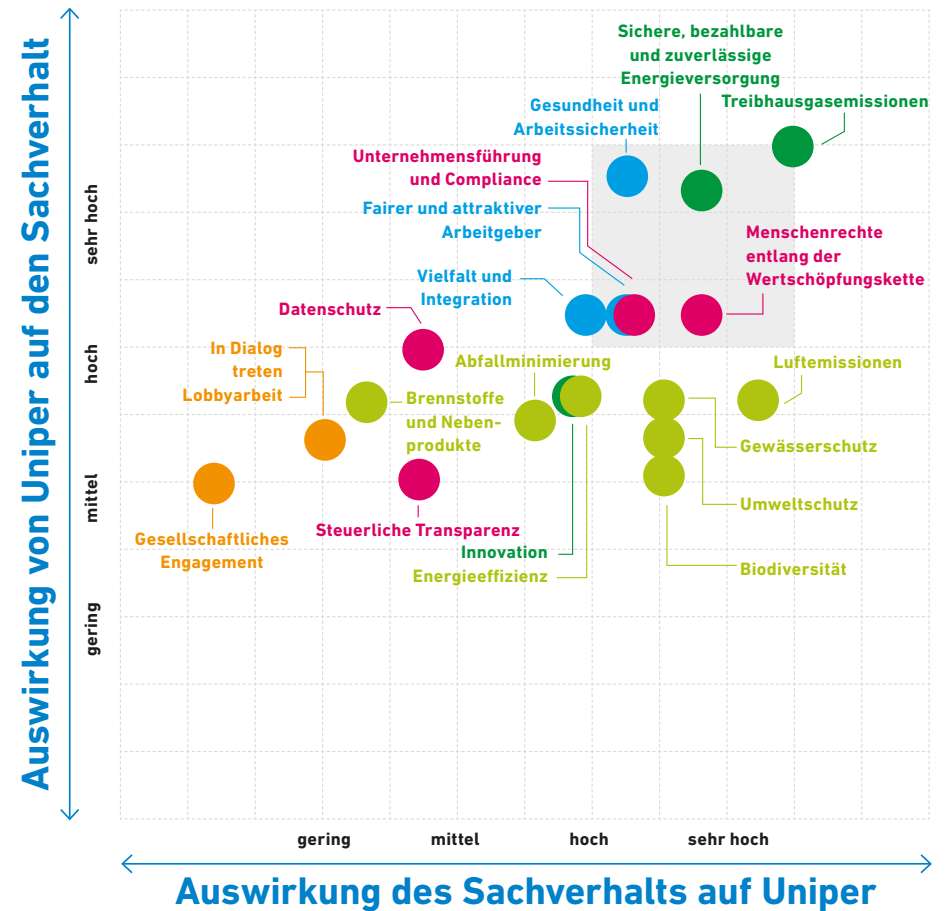 Auswirkung von Uniper auf den Sachverhalt
sehr hoch
hoch
mittel
gering
Sichere, bezahlbare
und zuverlässige
Energieversorgung
Treibhausgasemissionen
Gesundheit und
Arbeitssicherheit
Unternehmensführung
und Compliance
Fairer und attraktiver
Arbeitgeber
Menschenrechte
entlang der
Wertschöpfungskette
Vielfalt und
Integration
Datenschutz
In Dialog
treten
Lobbyarbeit
Abfallminimierung
Luftemissionen
Brennstoffe
und Neben-
produkte
Gewässerschutz
Umweltschutz
Gesellschaftliches
Engagement
Steuerliche Transparenz
Innovation
Energieeffizienz
Biodiversität
gering
mittel
hoch
sehr hoch
Auswirkung des Sachverhalts auf Uniper